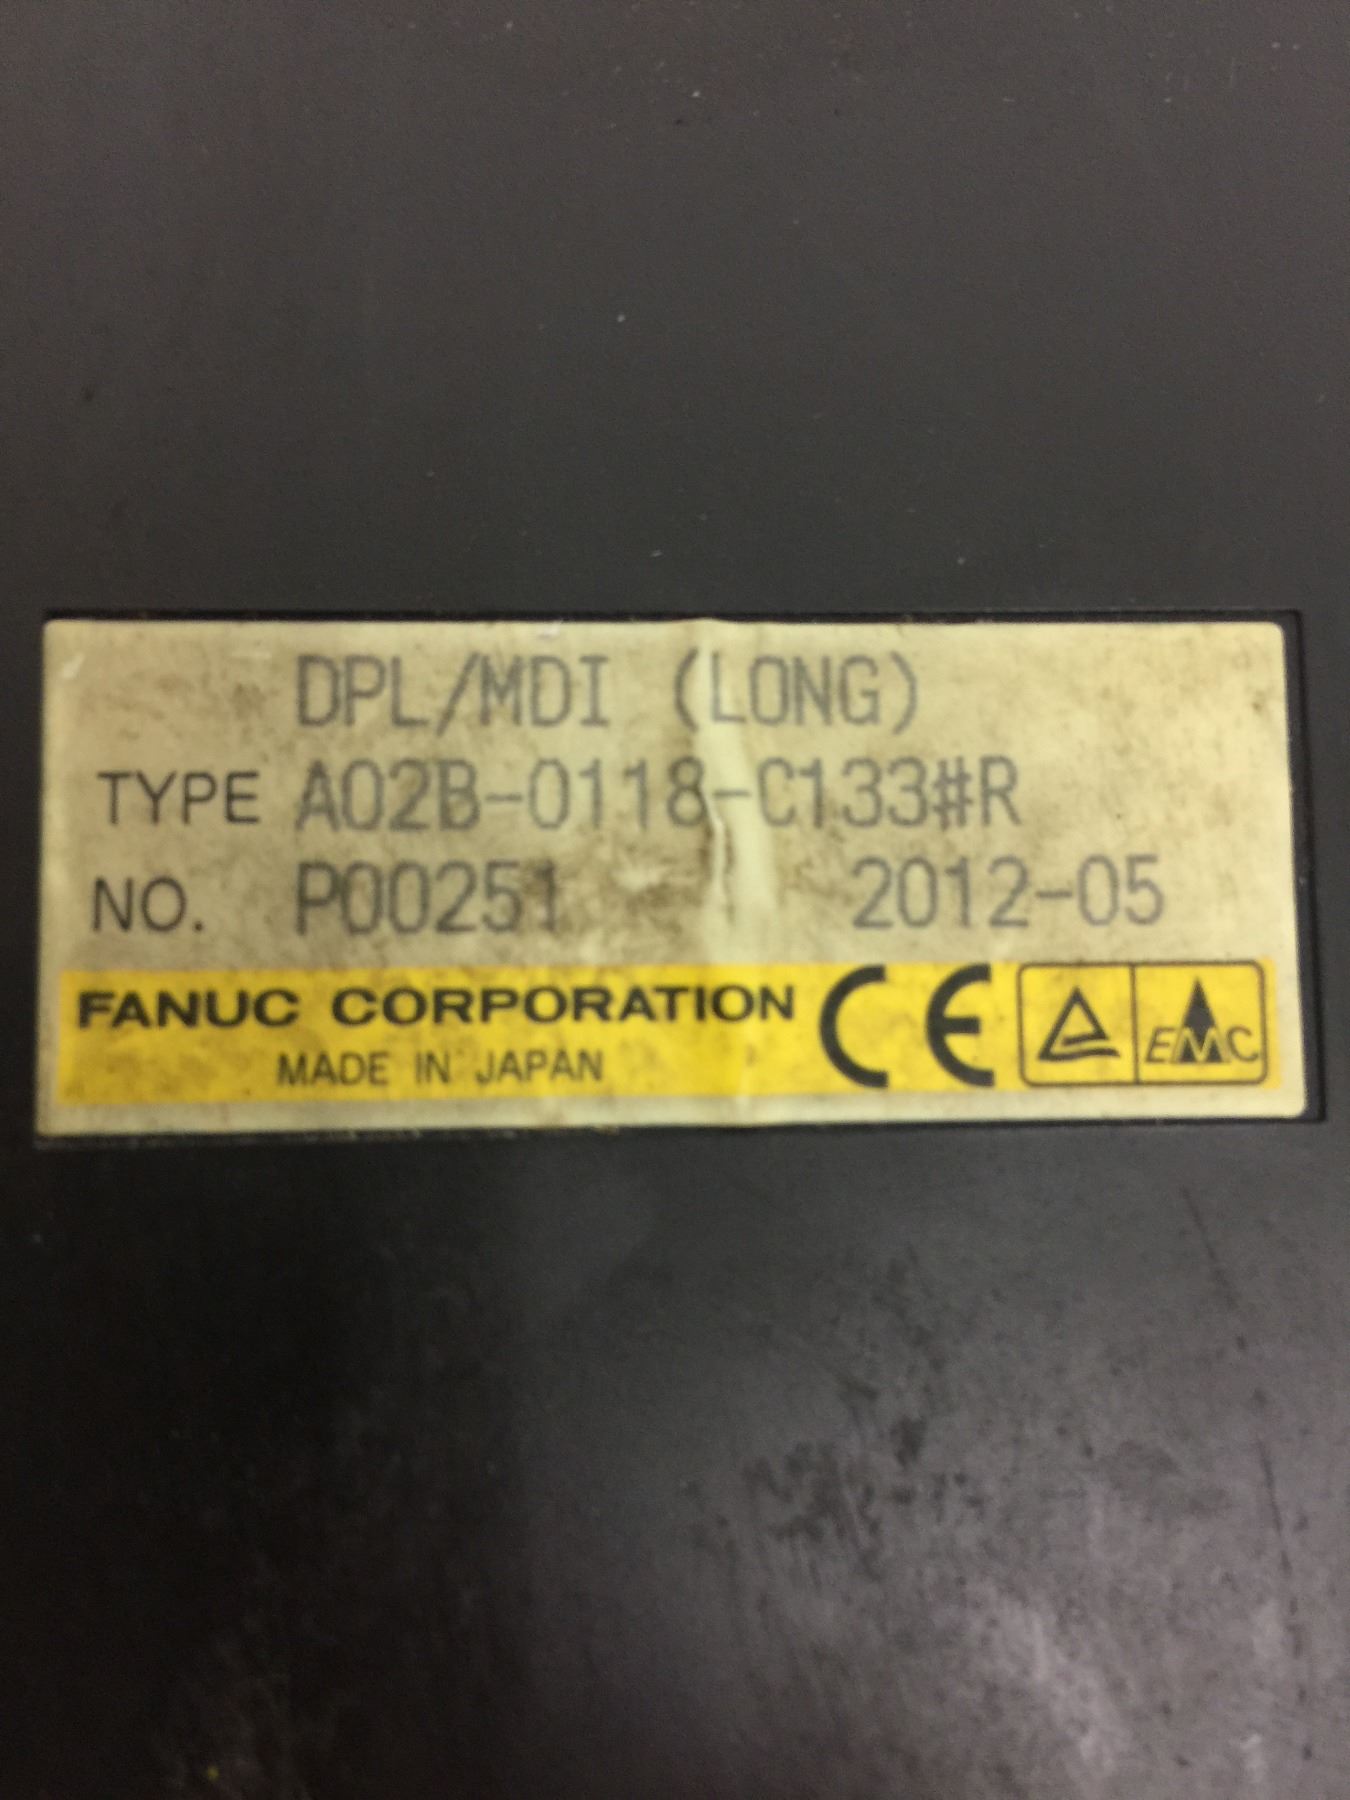 DPL/MDI (LONG)
TYPE A02B-0118-C133#R
NO. P00251 2012-05
FANUC CORPORATION CE
MADE IN JAPAN EMC